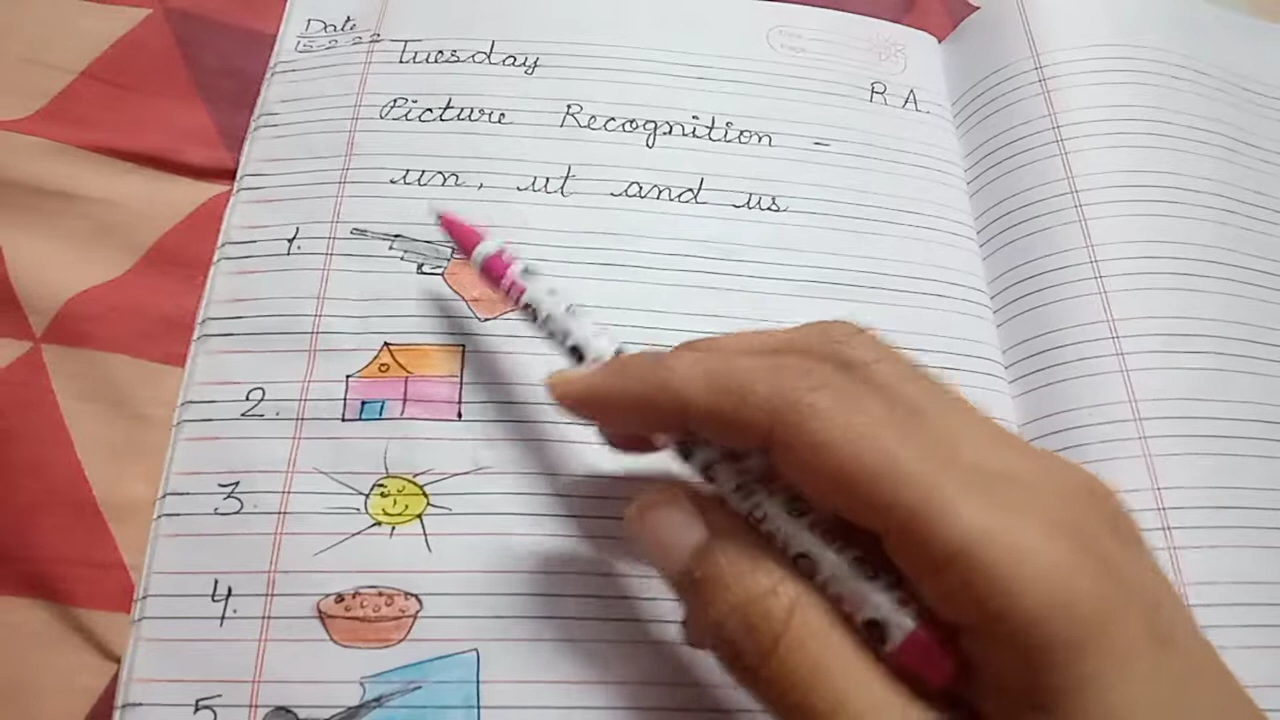 Date
15-2-22
Tuesday
R.A.
Picture Recognition -
un, ut and us
1.
2.
3.
4.
5